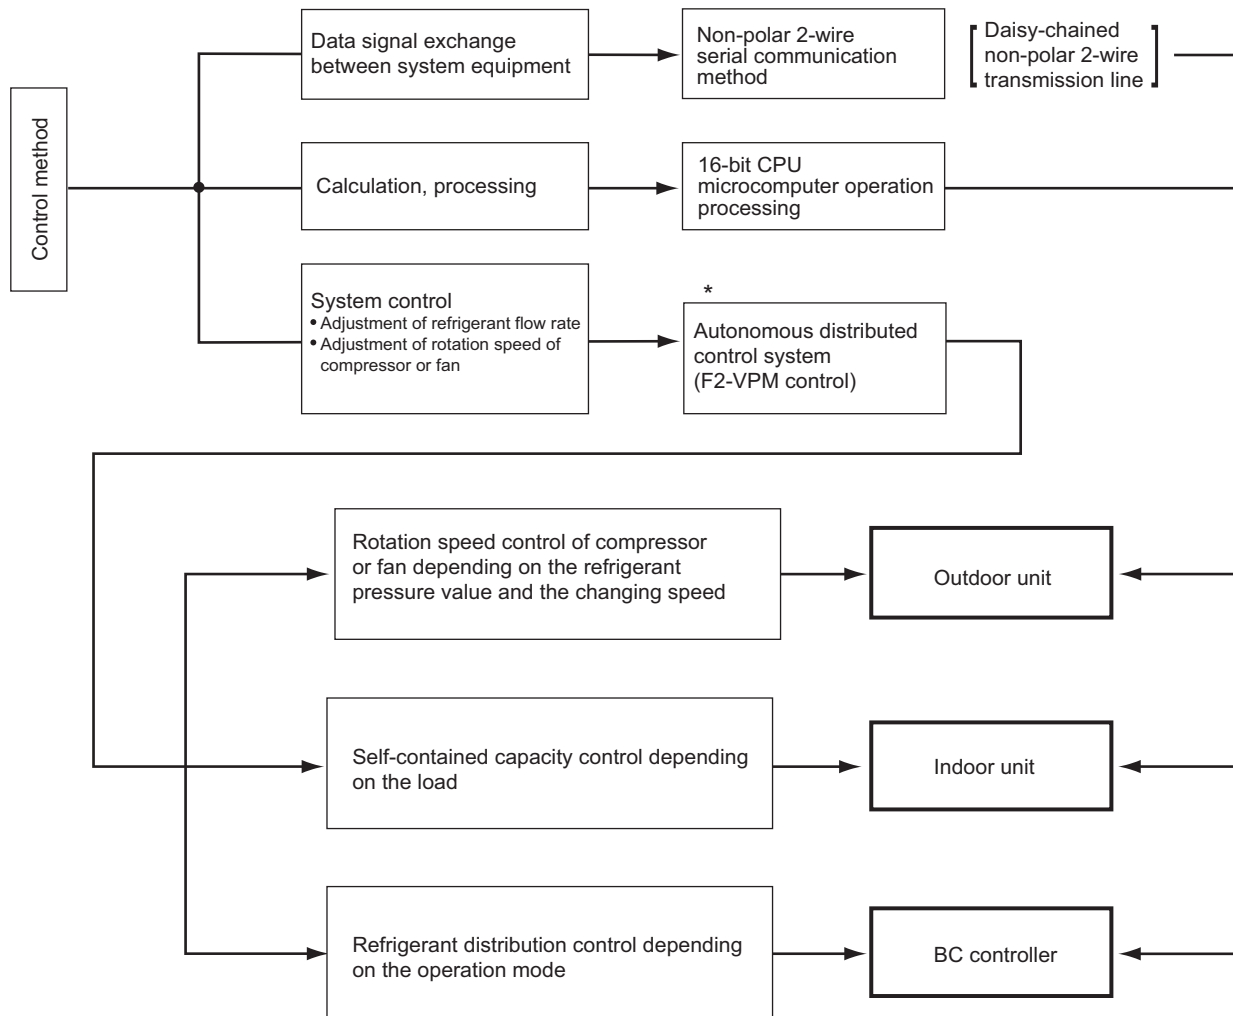 Control method
Data signal exchange
between system equipment
Non-polar 2-wire
serial communication
method
Daisy-chained
non-polar 2-wire
transmission line
Calculation, processing
16-bit CPU
microcomputer operation
processing
System control
• Adjustment of refrigerant flow rate
• Adjustment of rotation speed of
compressor or fan
*
Autonomous distributed
control system
(F2-VPM control)
Rotation speed control of compressor
or fan depending on the refrigerant
pressure value and the changing speed
Outdoor unit
Self-contained capacity control depending
on the load
Indoor unit
Refrigerant distribution control depending
on the operation mode
BC controller